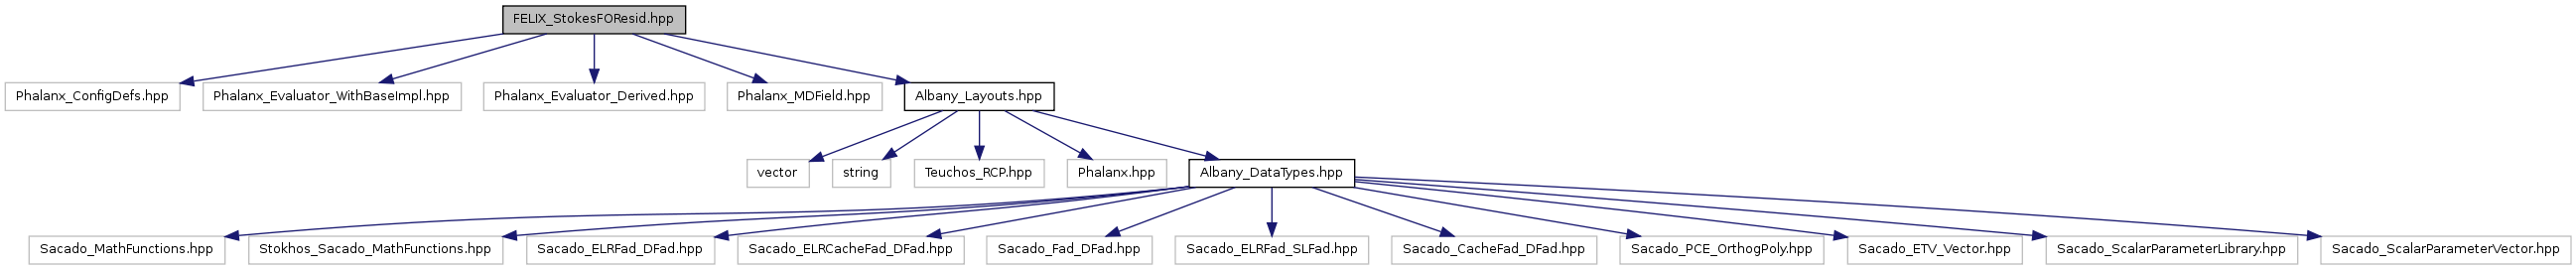 FELIX_StokesFOResid.hpp
Phalanx_ConfigDefs.hpp
Phalanx_Evaluator_WithBaseImpl.hpp
Phalanx_Evaluator_Derived.hpp
Phalanx_MDField.hpp
Albany_Layouts.hpp
vector
string
Teuchos_RCP.hpp
Phalanx.hpp
Albany_DataTypes.hpp
Sacado_MathFunctions.hpp
Stokhos_Sacado_MathFunctions.hpp
Sacado_ELRFad_DFad.hpp
Sacado_ELRCacheFad_DFad.hpp
Sacado_Fad_DFad.hpp
Sacado_ELRFad_SLFad.hpp
Sacado_CacheFad_DFad.hpp
Sacado_PCE_OrthogPoly.hpp
Sacado_ETV_Vector.hpp
Sacado_ScalarParameterLibrary.hpp
Sacado_ScalarParameterVector.hpp